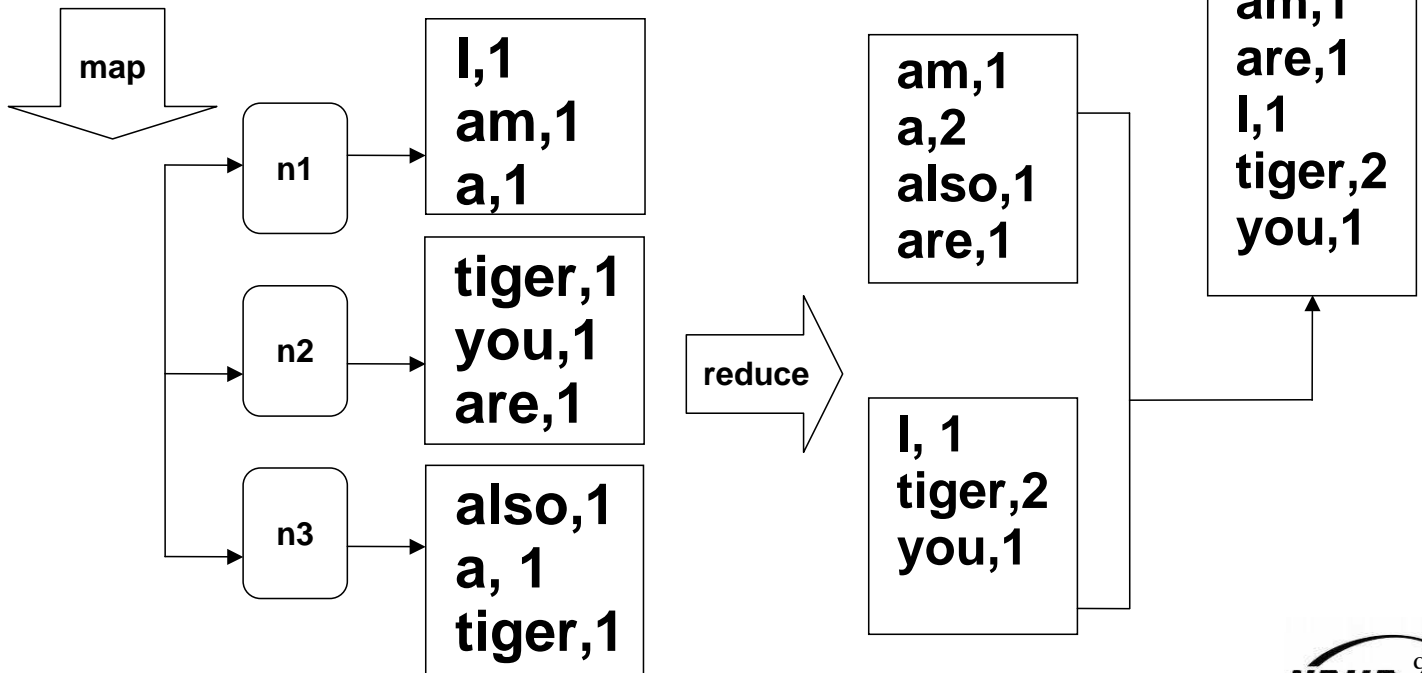 map
n1
I,1
am,1
a,1
n2
tiger,1
you,1
are,1
n3
also,1
a, 1
tiger,1
reduce
am,1
a,2
also,1
are,1
I, 1
tiger,2
you,1
am,1
are,1
I,1
tiger,2
you,1